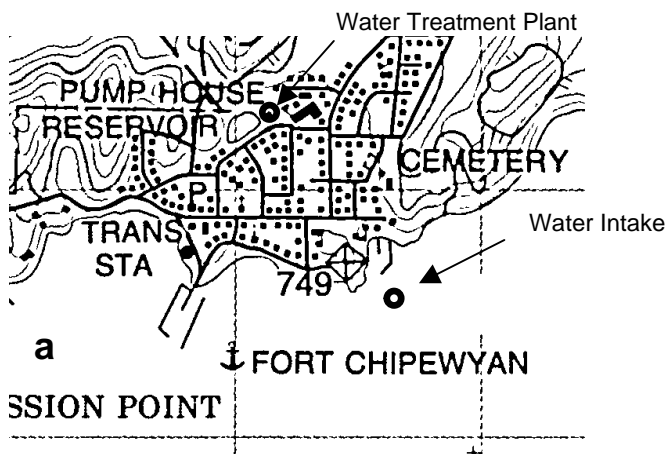 Water Treatment Plant
PUMP HOUSE
RESERVOIR
CEMETERY
P
Water Intake
TRANS
STA
749
a
FORT CHIPEWYAN
SSION POINT